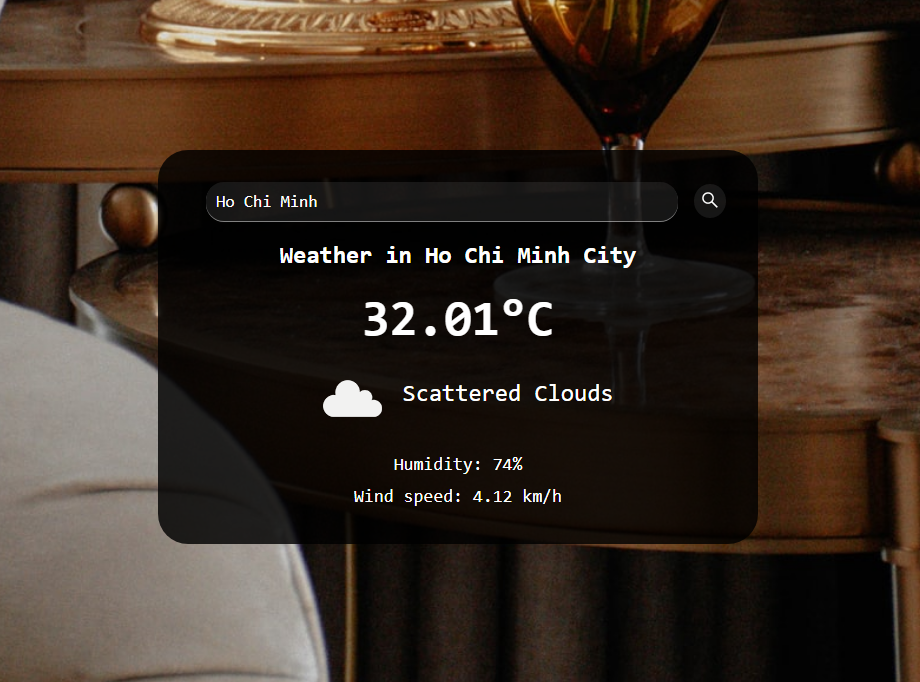 Ho Chi Minh
Weather in Ho Chi Minh City
32.01°C
Scattered Clouds
Humidity: 74%
Wind speed: 4.12 km/h